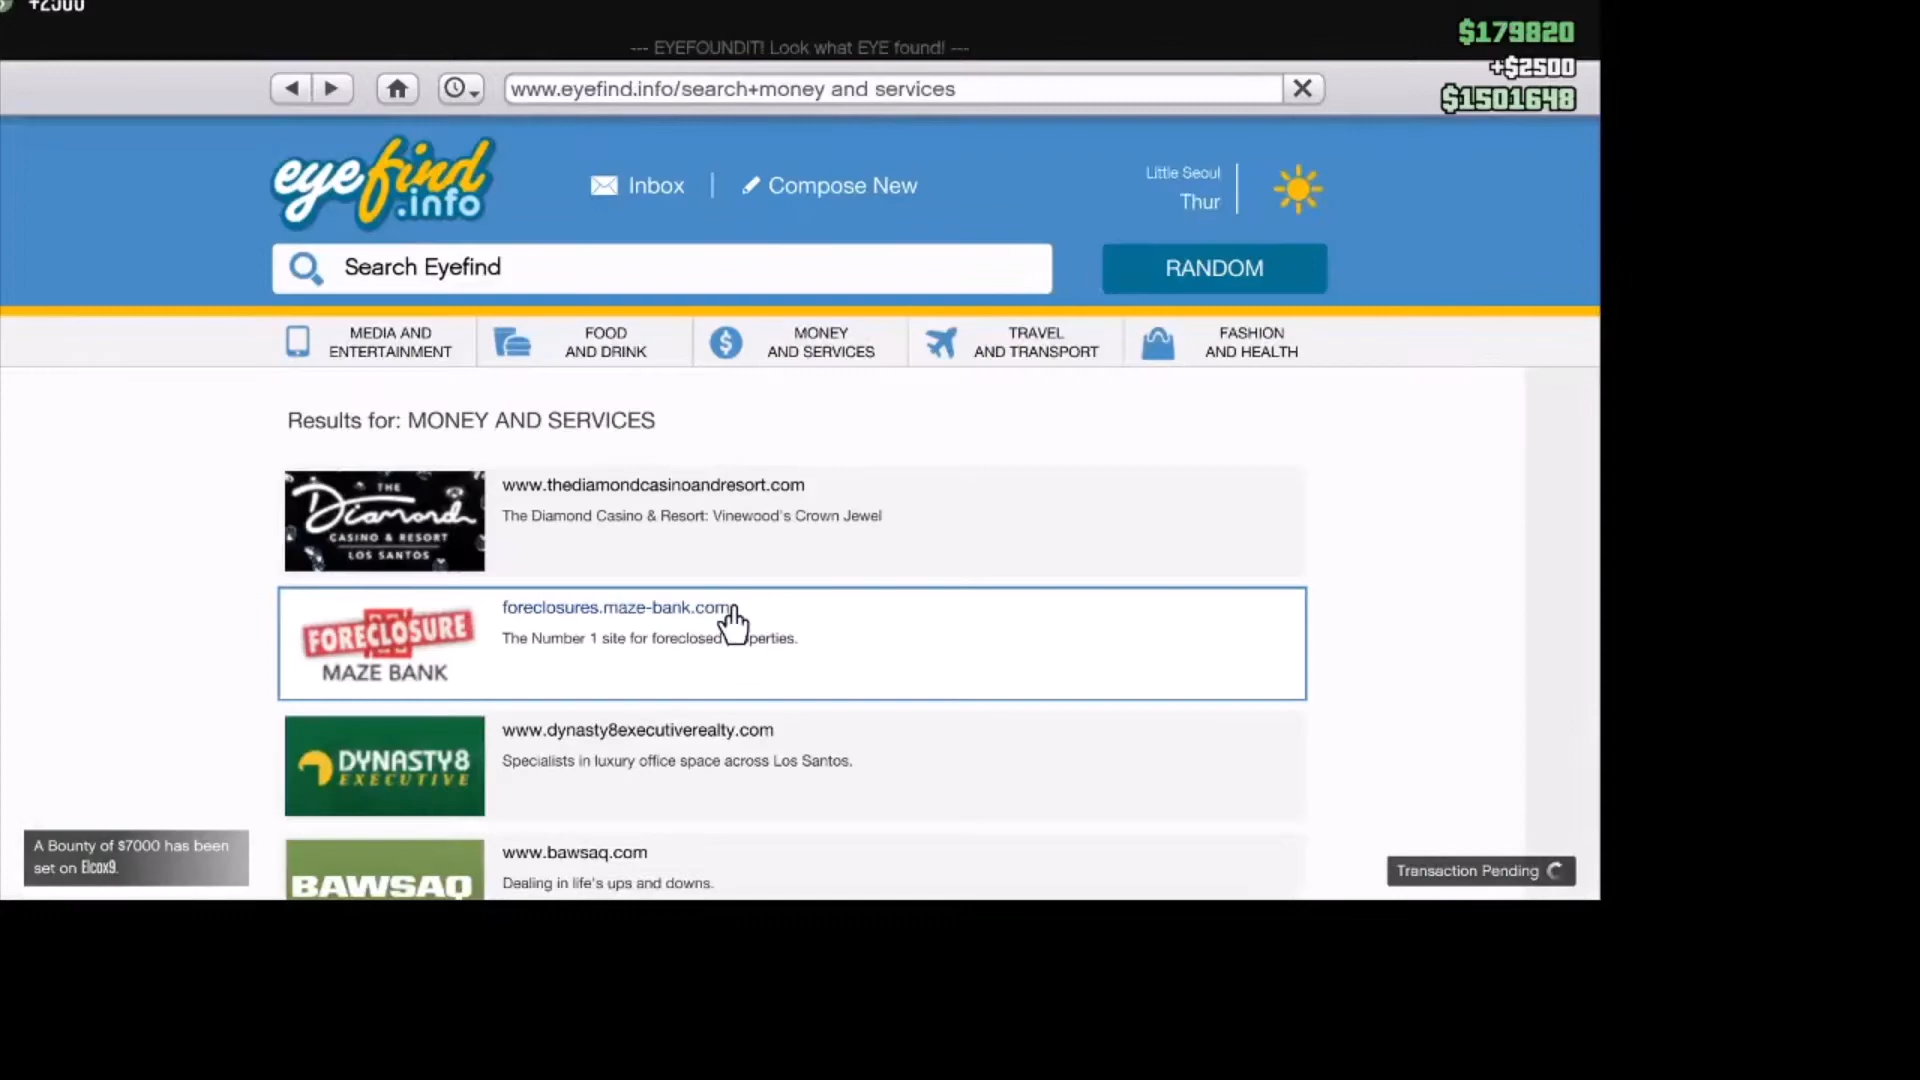 +2500
$179820
--- EYEFOUNDIT! Look what EYE found! ---
+$2500
www.eyefind.info/search+money and services
$1501648
eyefind.info
Inbox
Compose New
Little Seoul
Thur
Search Eyefind
RANDOM
MEDIA AND
ENTERTAINMENT
FOOD
AND DRINK
MONEY
AND SERVICES
TRAVEL
AND TRANSPORT
FASHION
AND HEALTH
Results for: MONEY AND SERVICES
THE
Diamond
CASINO & RESORT
LOS SANTOS
www.thediamondcasinoandresort.com
The Diamond Casino & Resort: Vinewood's Crown Jewel
FORECLOSURE
MAZE BANK
foreclosures.maze-bank.com
The Number 1 site for foreclosed perties.
DYNASTY8
EXECUTIVE
www.dynasty8executiverealty.com
Specialists in luxury office space across Los Santos.
A Bounty of $7000 has been
set on Elcox9.
BAWSAQ
www.bawsaq.com
Dealing in life's ups and downs.
Transaction Pending